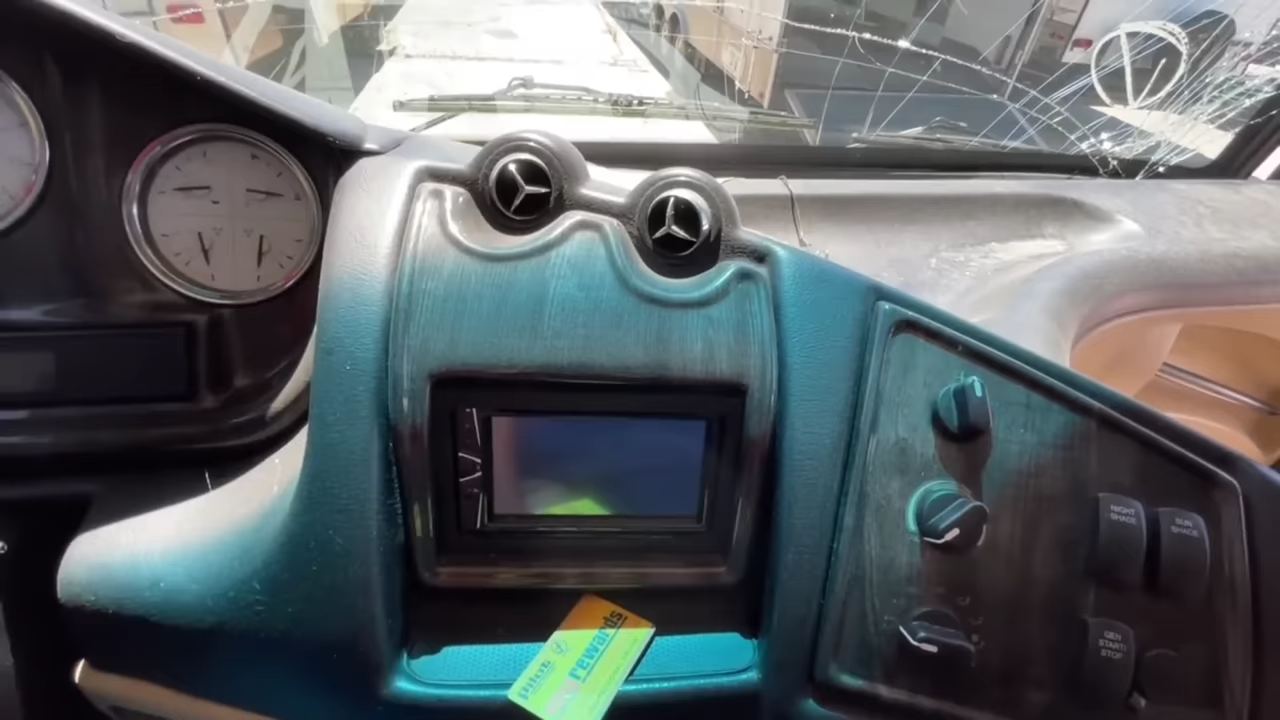 NIGHT
SHADE
SUN
SHADE
GEN
START/
STOP
Pilot
rewards